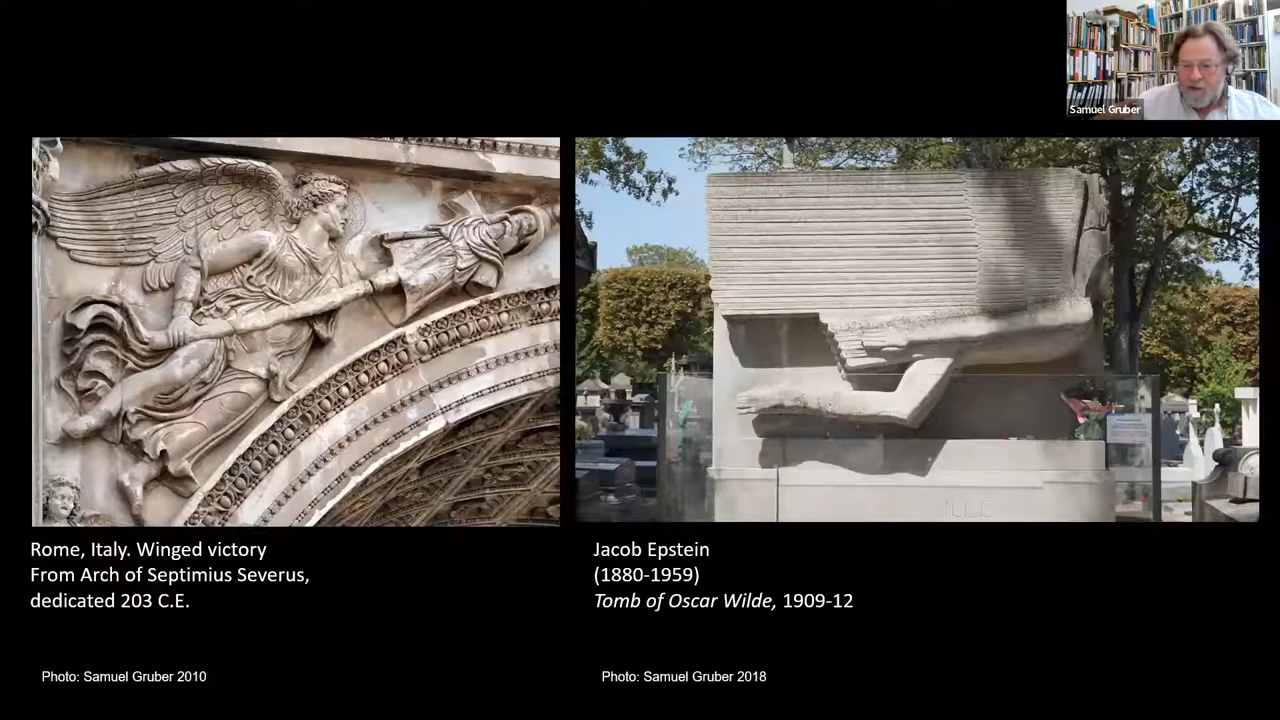 Samuel Gruber
Rome, Italy. Winged victory
From Arch of Septimius Severus,
dedicated 203 C.E.
Jacob Epstein
(1880-1959)
Tomb of Oscar Wilde, 1909-12
Photo: Samuel Gruber 2010
Photo: Samuel Gruber 2018